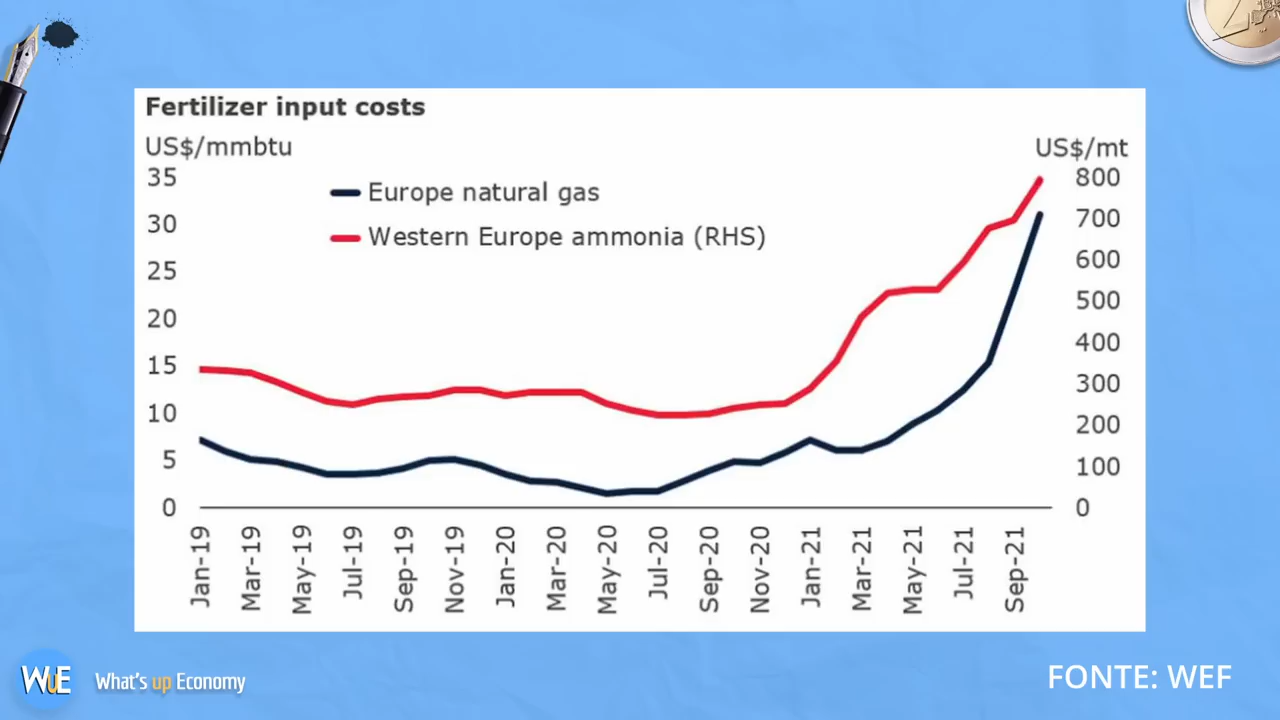 Fertilizer input costs
US$/mmbtu
US$/mt
35
30
25
20
15
10
5
0
Europe natural gas
Western Europe ammonia (RHS)
800
700
600
500
400
300
200
100
0
Jan-19
Mar-19
May-19
Jul-19
Sep-19
Nov-19
Jan-20
Mar-20
May-20
Jul-20
Sep-20
Nov-20
Jan-21
Mar-21
May-21
Jul-21
Sep-21
WuE
What's up Economy
FONTE: WEF